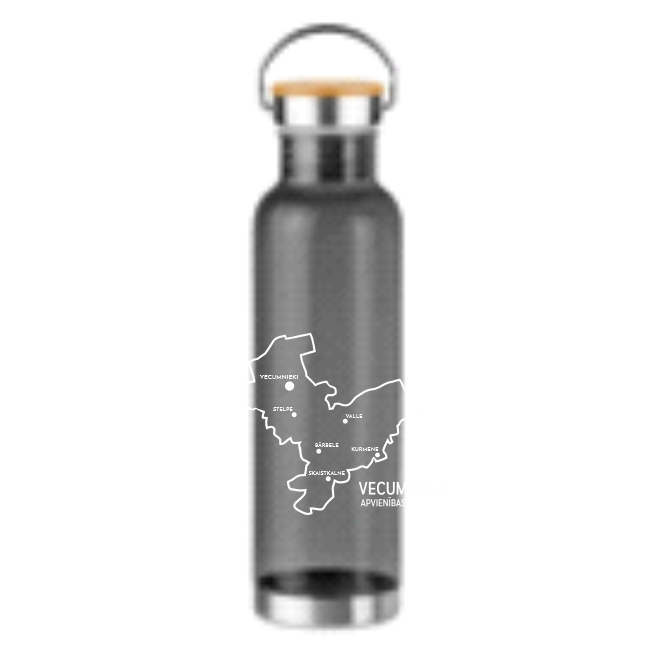 VECUMNIEKI
STELPE
VALLE
BĀRBELE
KURMENE
SKAISTKALNE
VECUM
APVIENĪBAS